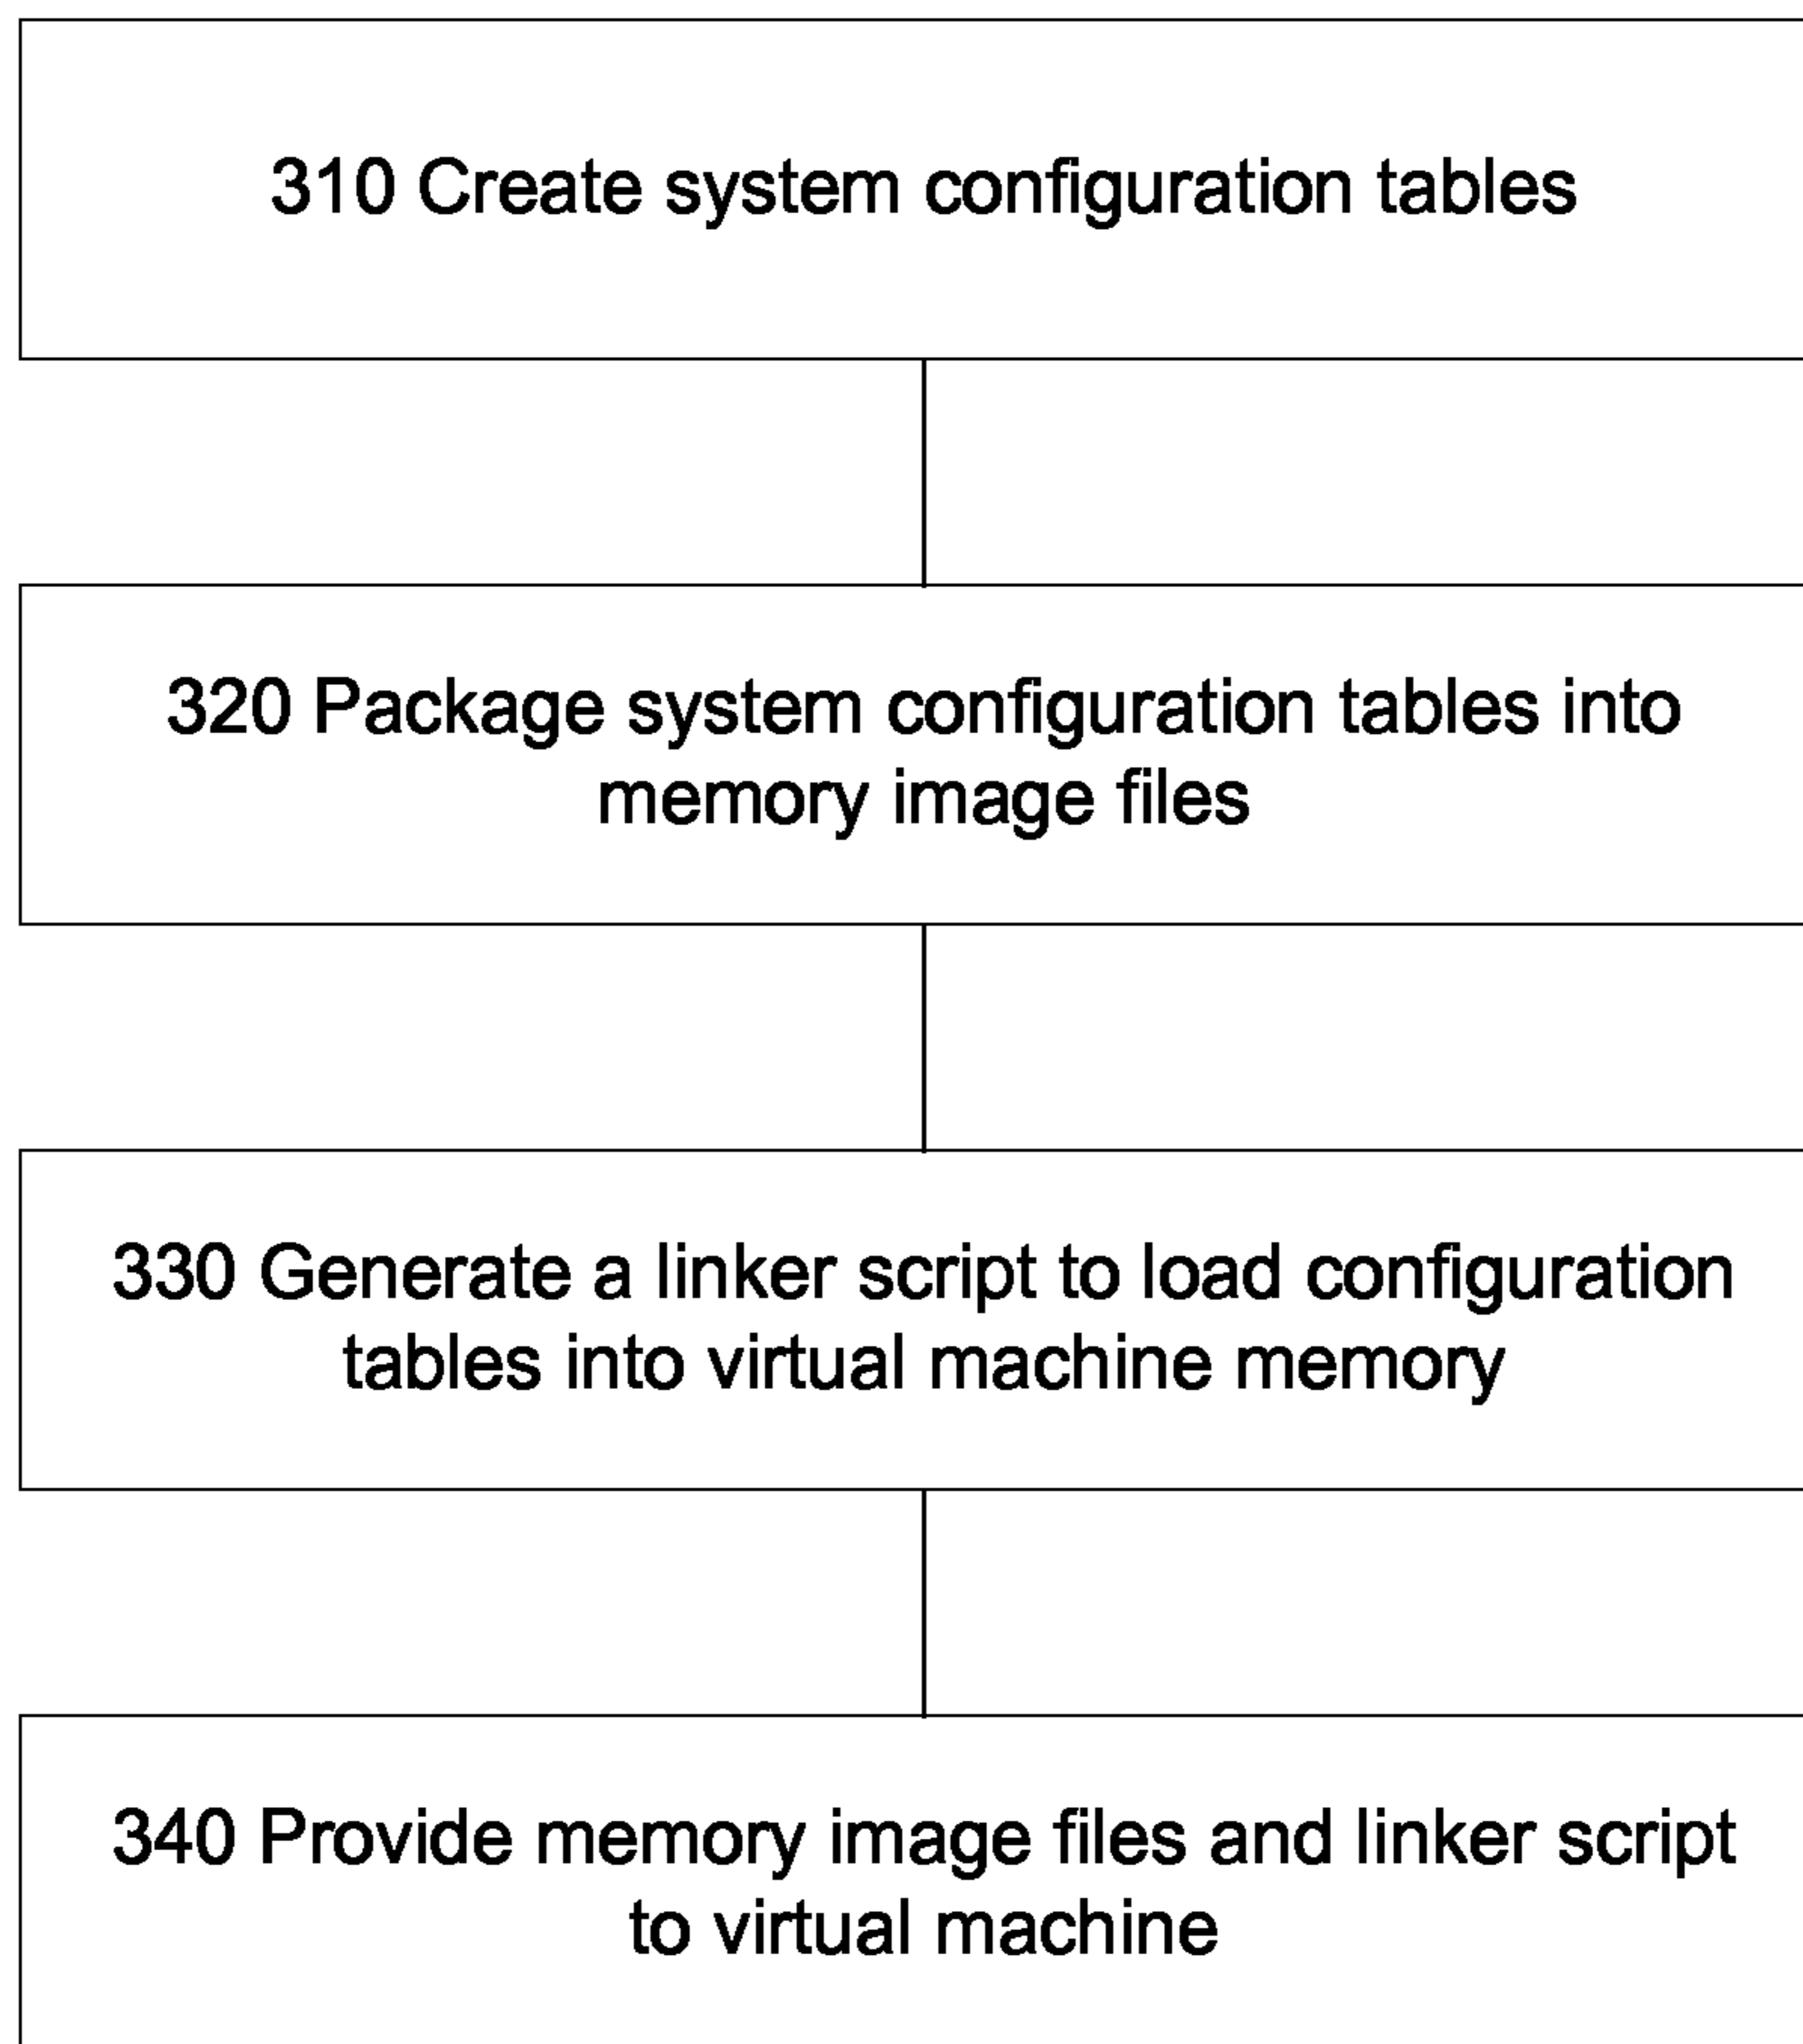 310 Create system configuration tables
320 Package system configuration tables into
memory image files
330 Generate a linker script to load configuration
tables into virtual machine memory
340 Provide memory image files and linker script
to virtual machine